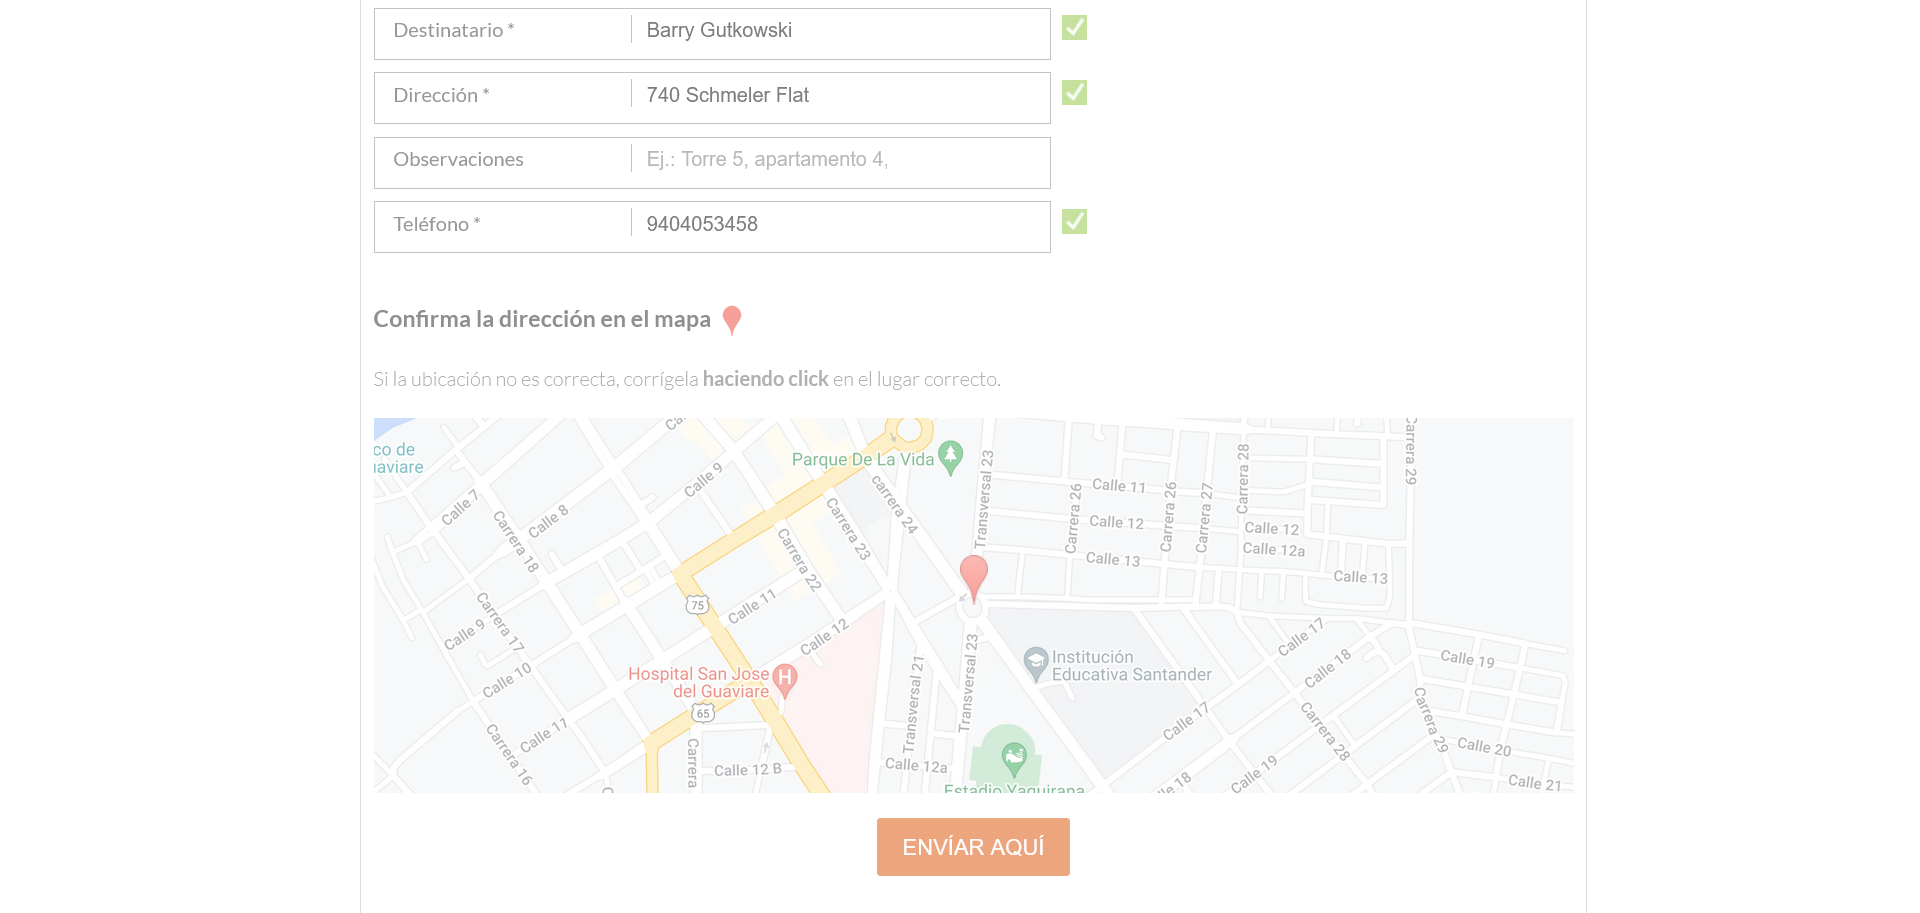 Destinatario * Barry Gutkowski
Dirección * 740 Schmeler Flat
Observaciones Ej.: Torre 5, apartamento 4,
Teléfono * 9404053458
Confirma la dirección en el mapa
Si la ubicación no es correcta, corrígela haciendo click en el lugar correcto.
co de
uaviare
Parque De La Vida
Calle 7
Calle 8
Calle 9
Carrera 18
carrera 24
Carrera 23
Carrera 22
Transversal 23
Carrera 26
Carrera 26
Carrera 27
Carrera 28
Carrera 29
Calle 11
Calle 12
Calle 13
Calle 12
Calle 12a
Calle 13
75
Calle 11
Calle 12
Carrera 17
Calle 9
Calle 10
Hospital San Jose
del Guaviare
H
65
Calle 11
Carrera 16
Carrera
Calle 12 B
Transversal 21
Transversal 23
Calle 12a
Institución
Educativa Santander
Estadio Yaquirana
Calle 17
Calle 18
Calle 17
Calle 19
Carrera 28
Carrera 29
Calle 20
Calle 21
Calle 19
lle 18
ENVÍAR AQUÍ